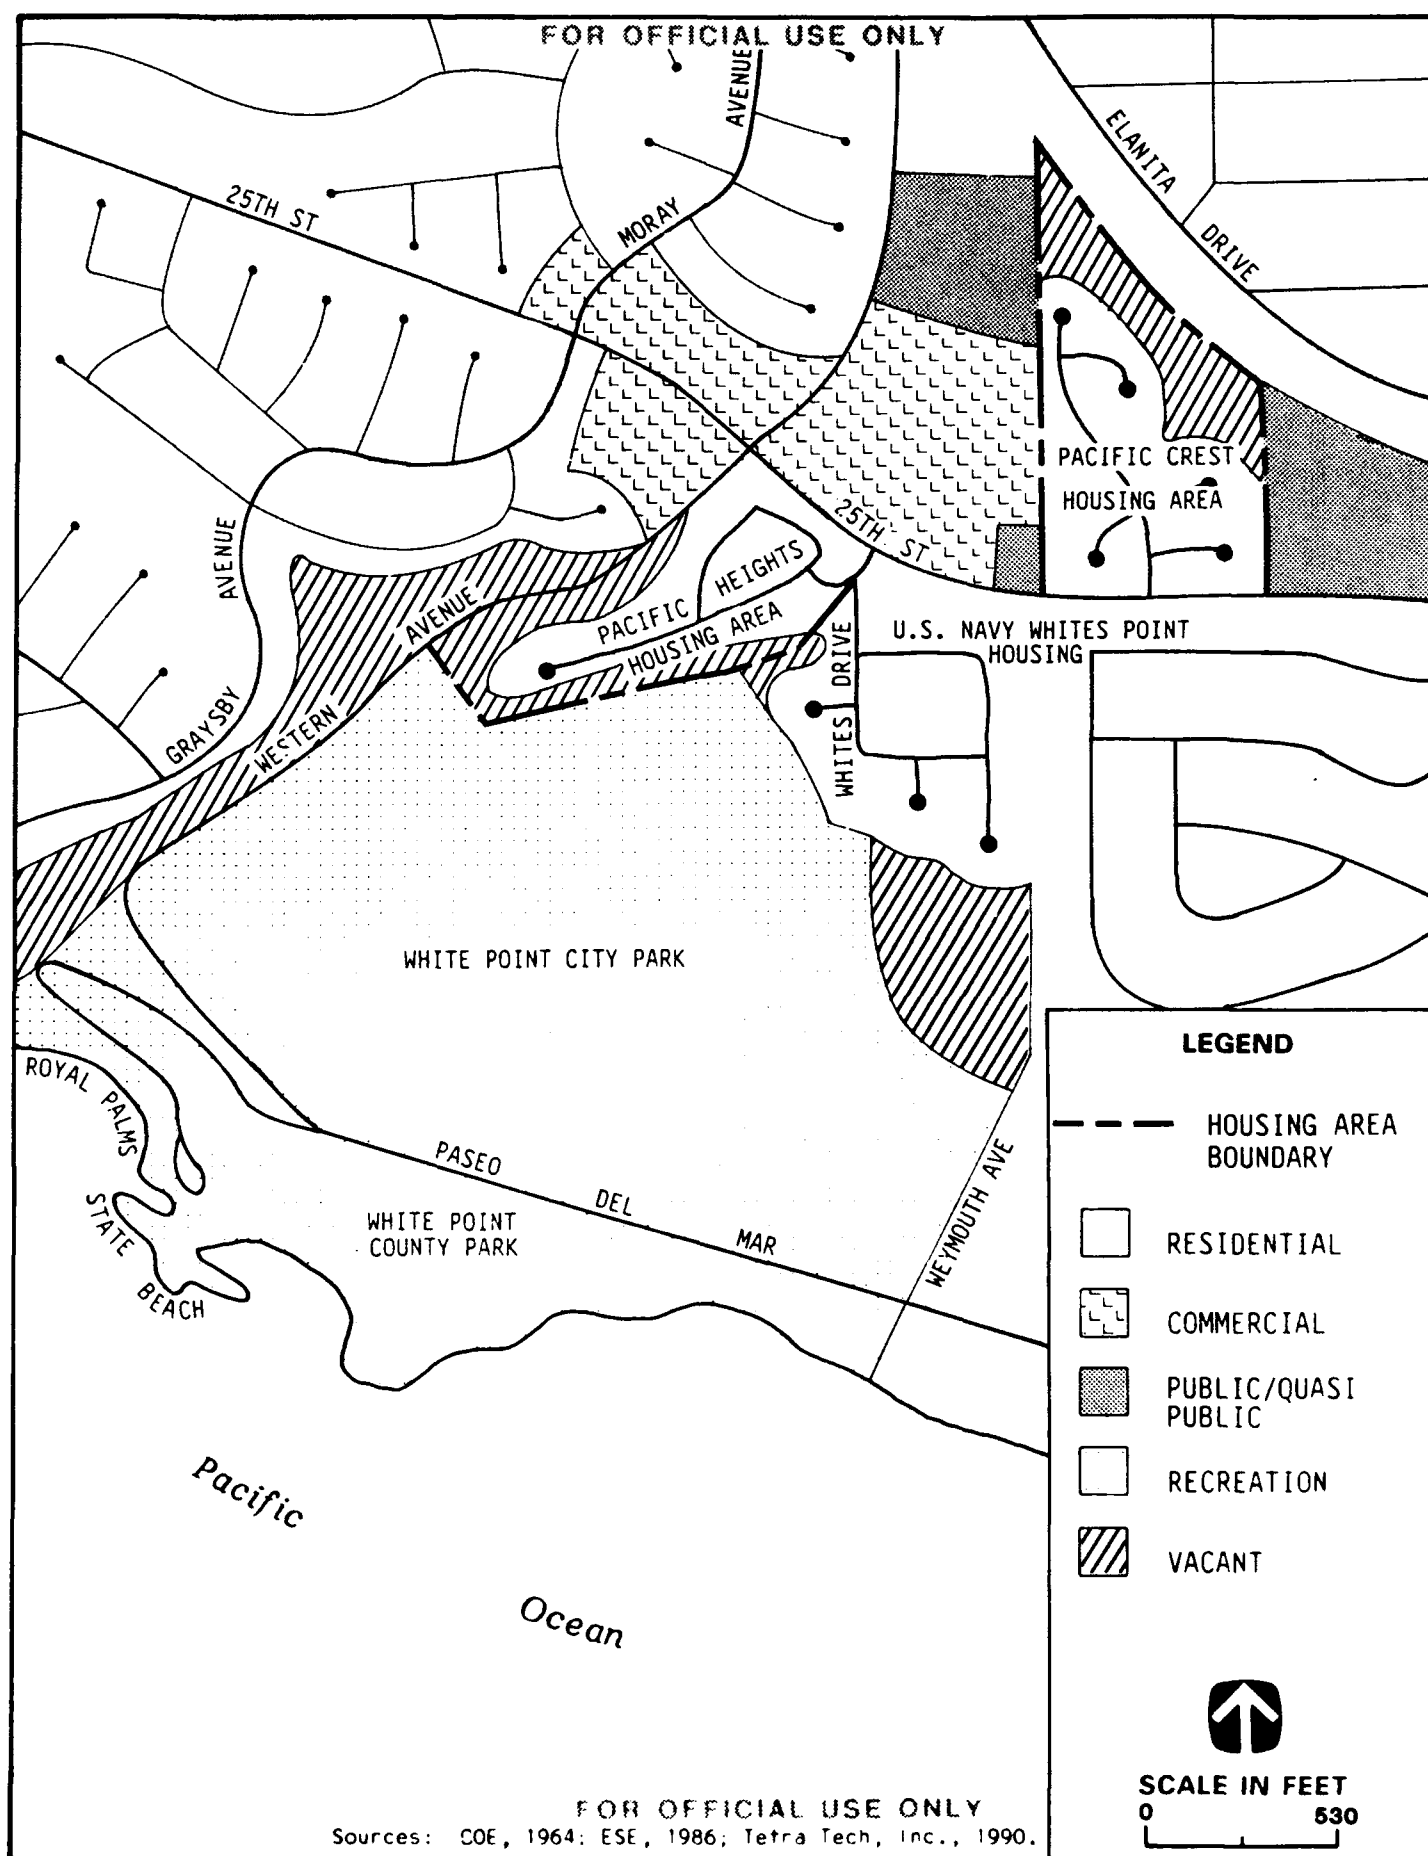 FOR OFFICIAL USE ONLY
AVENUE
ELANITA
DRIVE
25TH ST
MORAY
PACIFIC CREST
HOUSING AREA
25TH ST
AVENUE
HEIGHTS
PACIFIC
HOUSING AREA
AVENUE
WESTERN
GRAYSBY
WHITES DRIVE
U.S. NAVY WHITES POINT
HOUSING
WHITE POINT CITY PARK
ROYAL PALMS
STATE
BEACH
PASEO
DEL
MAR
WHITE POINT
COUNTY PARK
WEYMOUTH AVE
Pacific
Ocean
LEGEND
HOUSING AREA
BOUNDARY
RESIDENTIAL
COMMERCIAL
PUBLIC/QUASI
PUBLIC
RECREATION
VACANT
SCALE IN FEET
0 530
FOR OFFICIAL USE ONLY
Sources: COE, 1964: ESE, 1986; Tetra Tech, Inc., 1990.